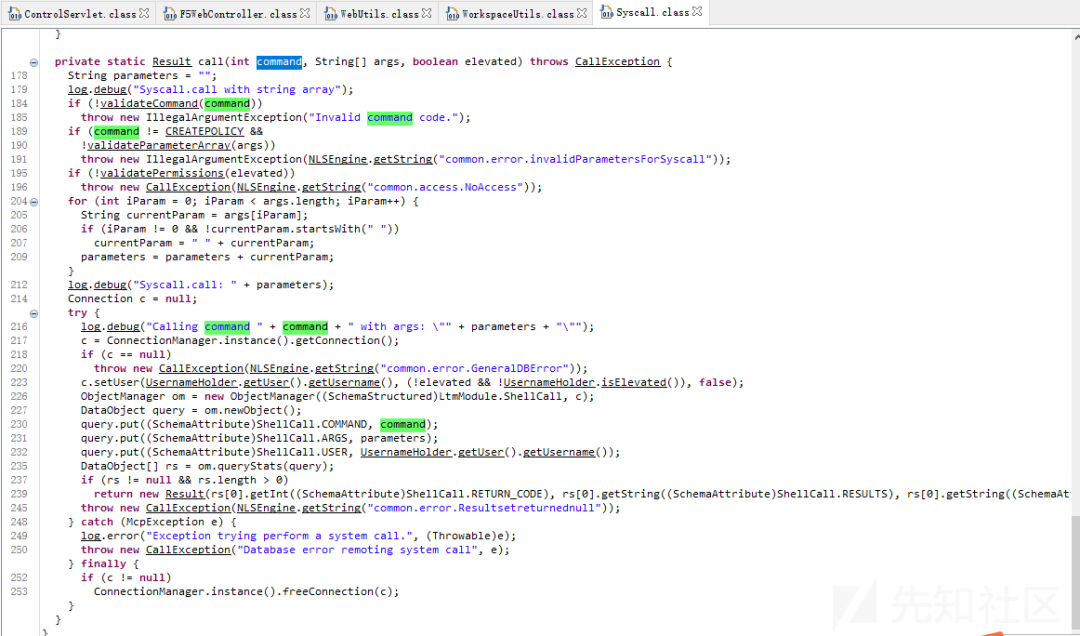 ControlServlet.class F5WebController.class WebUtils.class WorkspaceUtils.class Syscall.class
}
private static Result call(int command, String[] args, boolean elevated) throws CallException {
178 String parameters = "";
179 log.debug("Syscall.call with string array");
184 if (!validateCommand(command))
185 throw new IllegalArgumentException("Invalid command code.");
189 if (command != CREATEPOLICY &&
190 !validateParameterArray(args))
191 throw new IllegalArgumentException(NLSEngine.getString("common.error.invalidParametersForSyscall"));
195 if (!validatePermissions(elevated))
196 throw new CallException(NLSEngine.getString("common.access.NoAccess"));
204 for (int iParam = 0; iParam < args.length; iParam++) {
205 String currentParam = args[iParam];
206 if (iParam != 0 && !currentParam.startsWith(" "))
207 currentParam = " " + currentParam;
209 parameters = parameters + currentParam;
}
212 log.debug("Syscall.call: " + parameters);
214 Connection c = null;
try {
216 log.debug("Calling command " + command + " with args: \"" + parameters + "\"");
217 c = ConnectionManager.instance().getConnection();
218 if (c == null)
220 throw new CallException(NLSEngine.getString("common.error.GeneralDBError"));
223 c.setUser(UsernameHolder.getUser().getUsername(), (!elevated && !UsernameHolder.isElevated()), false);
226 ObjectManager om = new ObjectManager((SchemaStructured)LtmModule.ShellCall, c);
227 DataObject query = om.newObject();
230 query.put((SchemaAttribute)ShellCall.COMMAND, command);
231 query.put((SchemaAttribute)ShellCall.ARGS, parameters);
232 query.put((SchemaAttribute)ShellCall.USER, UsernameHolder.getUser().getUsername());
235 DataObject[] rs = om.queryStats(query);
237 if (rs != null && rs.length > 0)
239 return new Result(rs[0].getInt((SchemaAttribute)ShellCall.RETURN_CODE), rs[0].getString((SchemaAttribute)ShellCall.RESULTS), rs[0].getString((SchemaAt
245 throw new CallException(NLSEngine.getString("common.error.Resultsetreturnednull"));
248 } catch (McpException e) {
249 log.error("Exception trying perform a system call.", (Throwable)e);
250 throw new CallException("Database error remoting system call", e);
} finally {
252 if (c != null)
253 ConnectionManager.instance().freeConnection(c);
}
}
}
先知社区